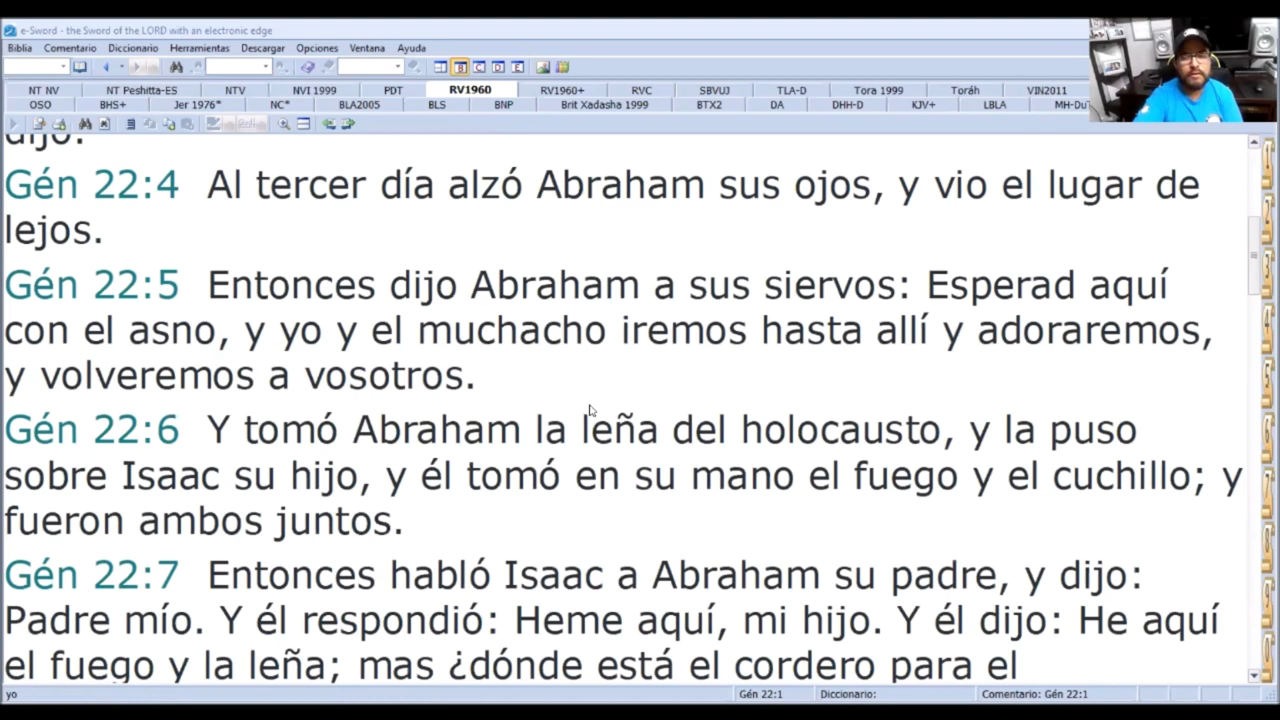 e-Sword - the Sword of the LORD with an electronic edge
Biblia Comentario Diccionario Herramientas Descargar Opciones Ventana Ayuda
NT NV NT Peshitta-ES NTV NVI 1999 PDT RV1960 RV1960+ RVC SBVUJ TLA-D Tora 1999 Toráh VIN2011
OSO BHS+ Jer 1976* NC* BLA2005 BLS BNP Brit Xadasha 1999 BTX2 DA DHH-D KJV+ LBLA
dijo:
Gén 22:4 Al tercer día alzó Abraham sus ojos, y vio el lugar de
lejos.
Gén 22:5 Entonces dijo Abraham a sus siervos: Esperad aquí
con el asno, y yo y el muchacho iremos hasta allí y adoraremos,
y volveremos a vosotros.
Gén 22:6 Y tomó Abraham la leña del holocausto, y la puso
sobre Isaac su hijo, y él tomó en su mano el fuego y el cuchillo; y
fueron ambos juntos.
Gén 22:7 Entonces habló Isaac a Abraham su padre, y dijo:
Padre mío. Y él respondió: Heme aquí, mi hijo. Y él dijo: He aquí
el fuego y la leña; mas ¿dónde está el cordero para el
yo Gén 22:1 Diccionario: Comentario: Gén 22:1